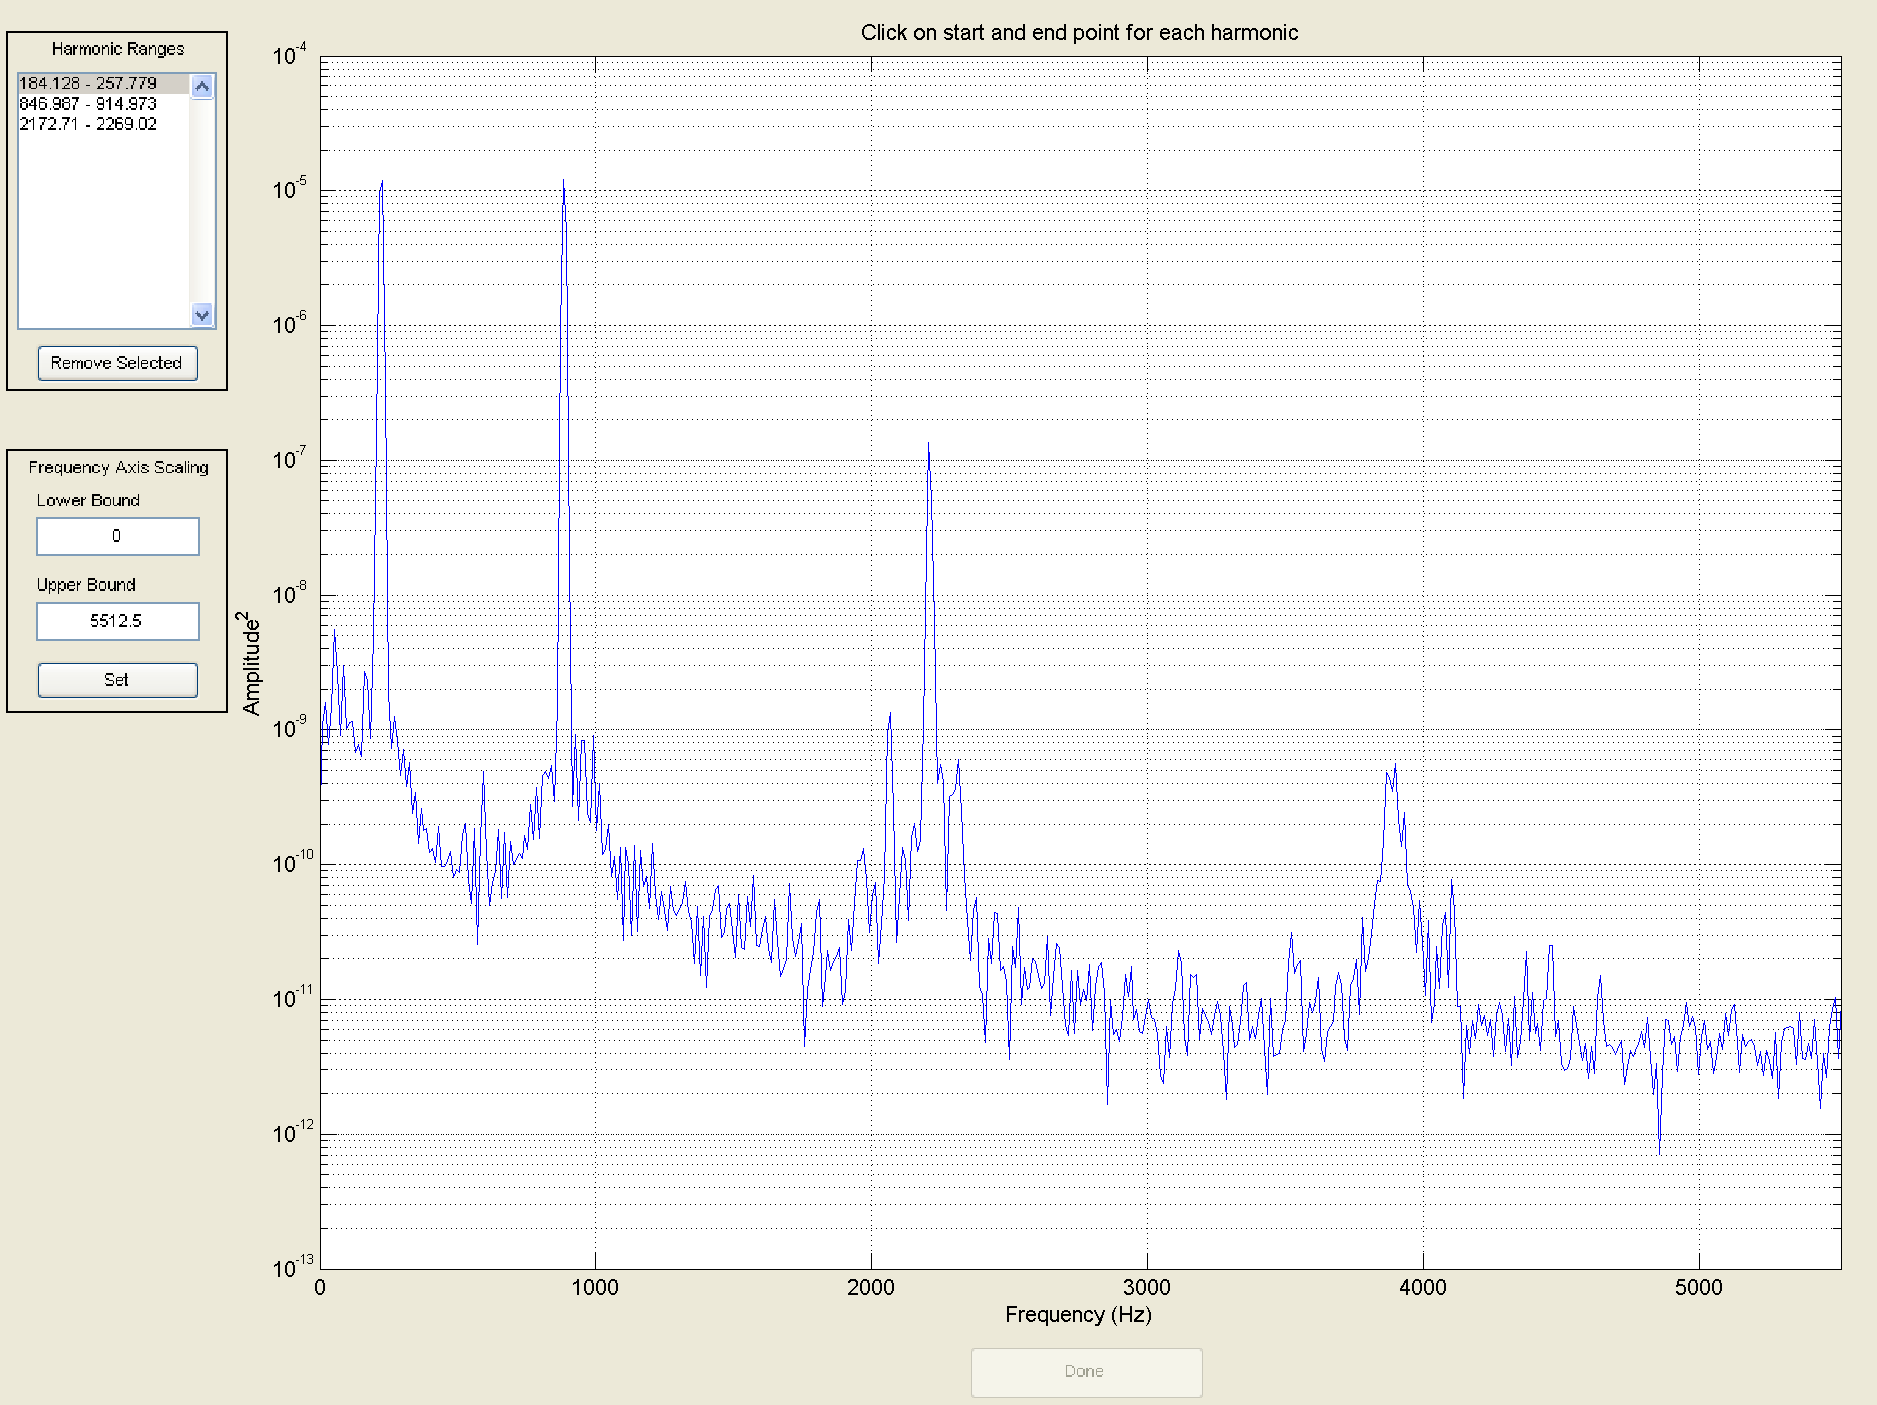 Click on start and end point for each harmonic
Harmonic Ranges
184.128 - 257.779
846.987 - 914.973
2172.71 - 2269.02
Remove Selected
Frequency Axis Scaling
Lower Bound
0
Upper Bound
5512.5
Set
Amplitude²
10⁻⁴
10⁻⁵
10⁻⁶
10⁻⁷
10⁻⁸
10⁻⁹
10⁻¹⁰
10⁻¹¹
10⁻¹²
10⁻¹³
0 1000 2000 3000 4000 5000
Frequency (Hz)
Done